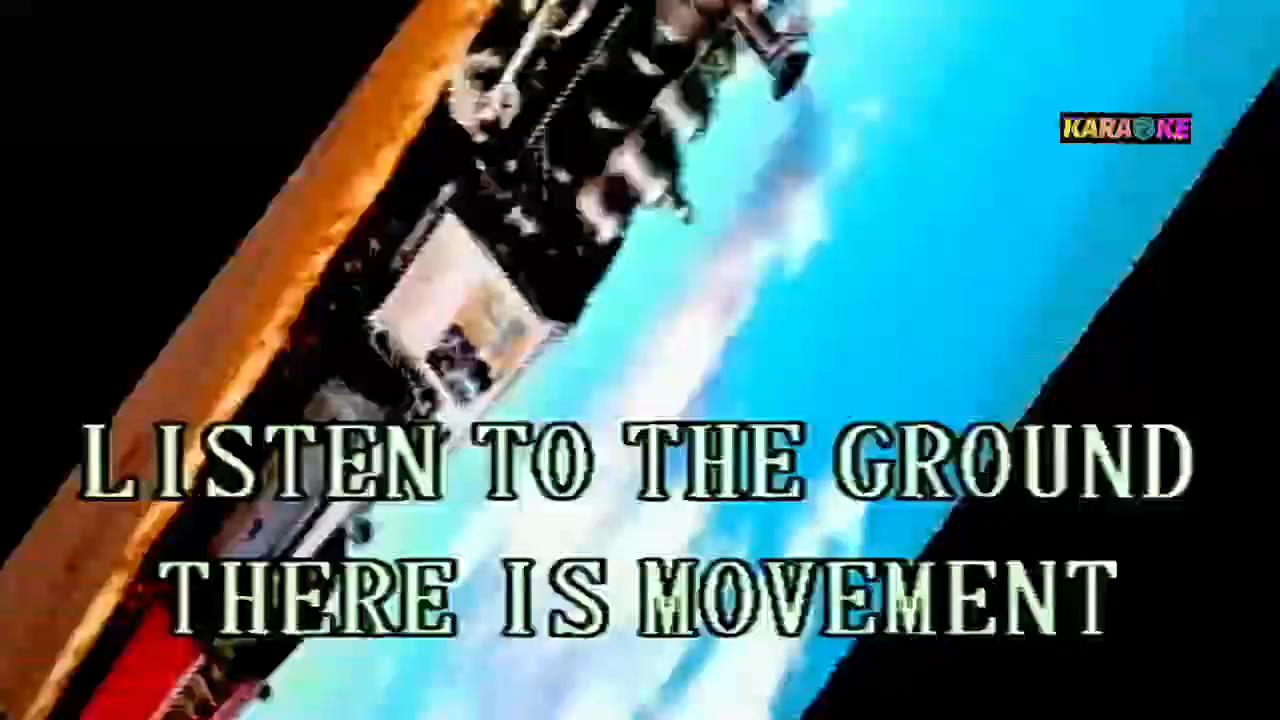 KARAOKE
LISTEN TO THE GROUND
THERE IS MOVEMENT